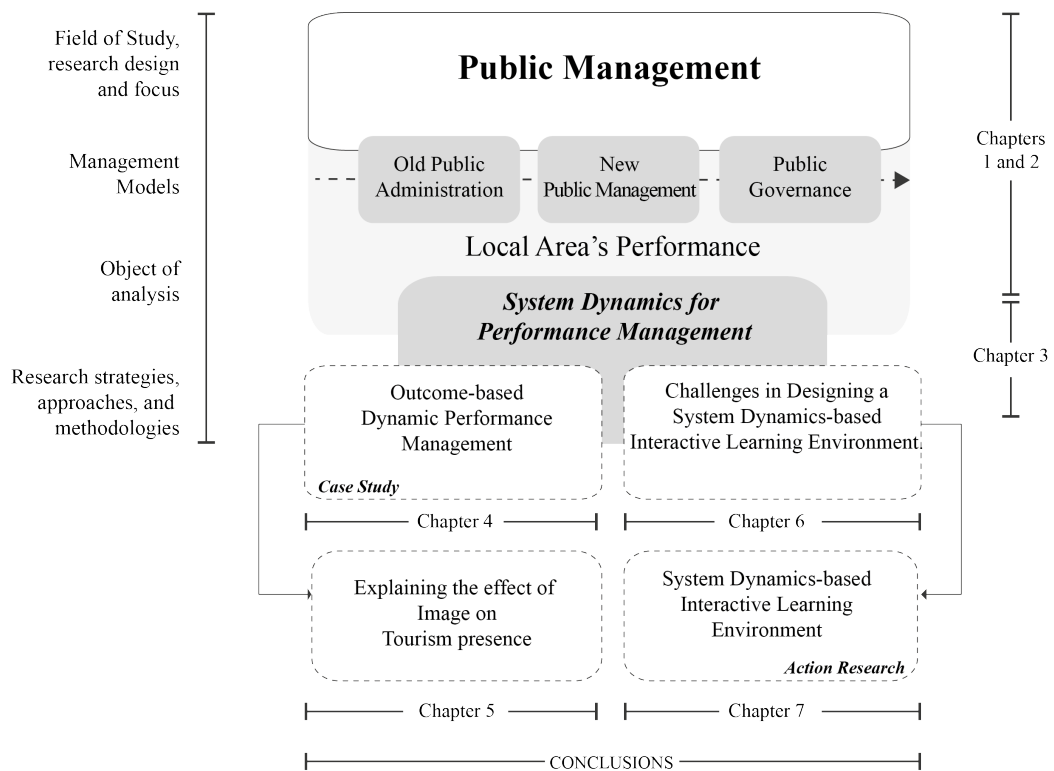 Field of Study,
research design
and focus
Public Management
Management
Models
Old Public
Administration
New
Public Management
Public
Governance
Chapters
1 and 2
Local Area's Performance
Object of
analysis
System Dynamics for
Performance Management
Chapter 3
Research strategies,
approaches, and
methodologies
Outcome-based
Dynamic Performance
Management
Case Study
Challenges in Designing a
System Dynamics-based
Interactive Learning Environment.
Chapter 4
Chapter 6
Explaining the effect of
Image on
Tourism presence
System Dynamics-based
Interactive Learning
Environment
Action Research
Chapter 5
Chapter 7
CONCLUSIONS